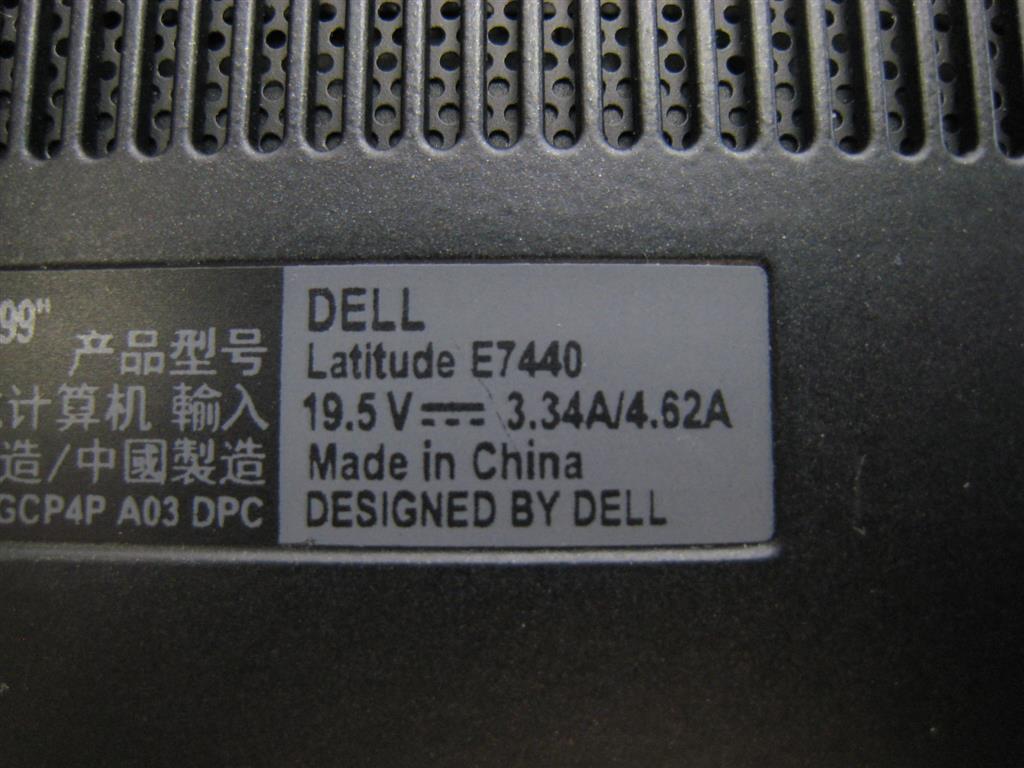 99"
产品型号
计算机 輸入
造/中國製造
GCP4P A03 DPC
DELL
Latitude E7440
19.5V⎓ 3.34A/4.62A
Made in China
DESIGNED BY DELL